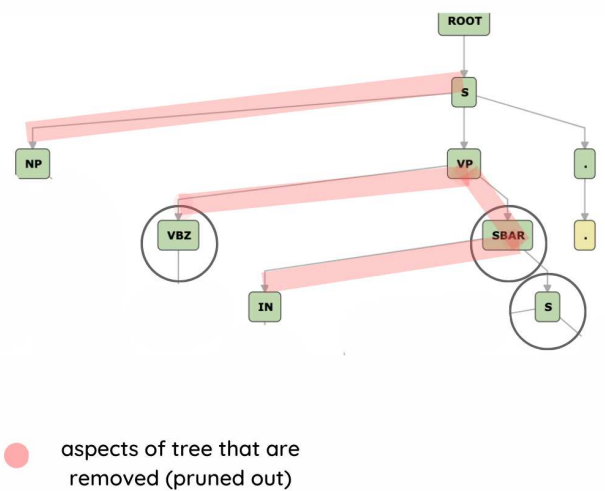 ROOT
S
NP
VP
.
VBZ
SBAR
.
IN
S
aspects of tree that are
removed (pruned out)